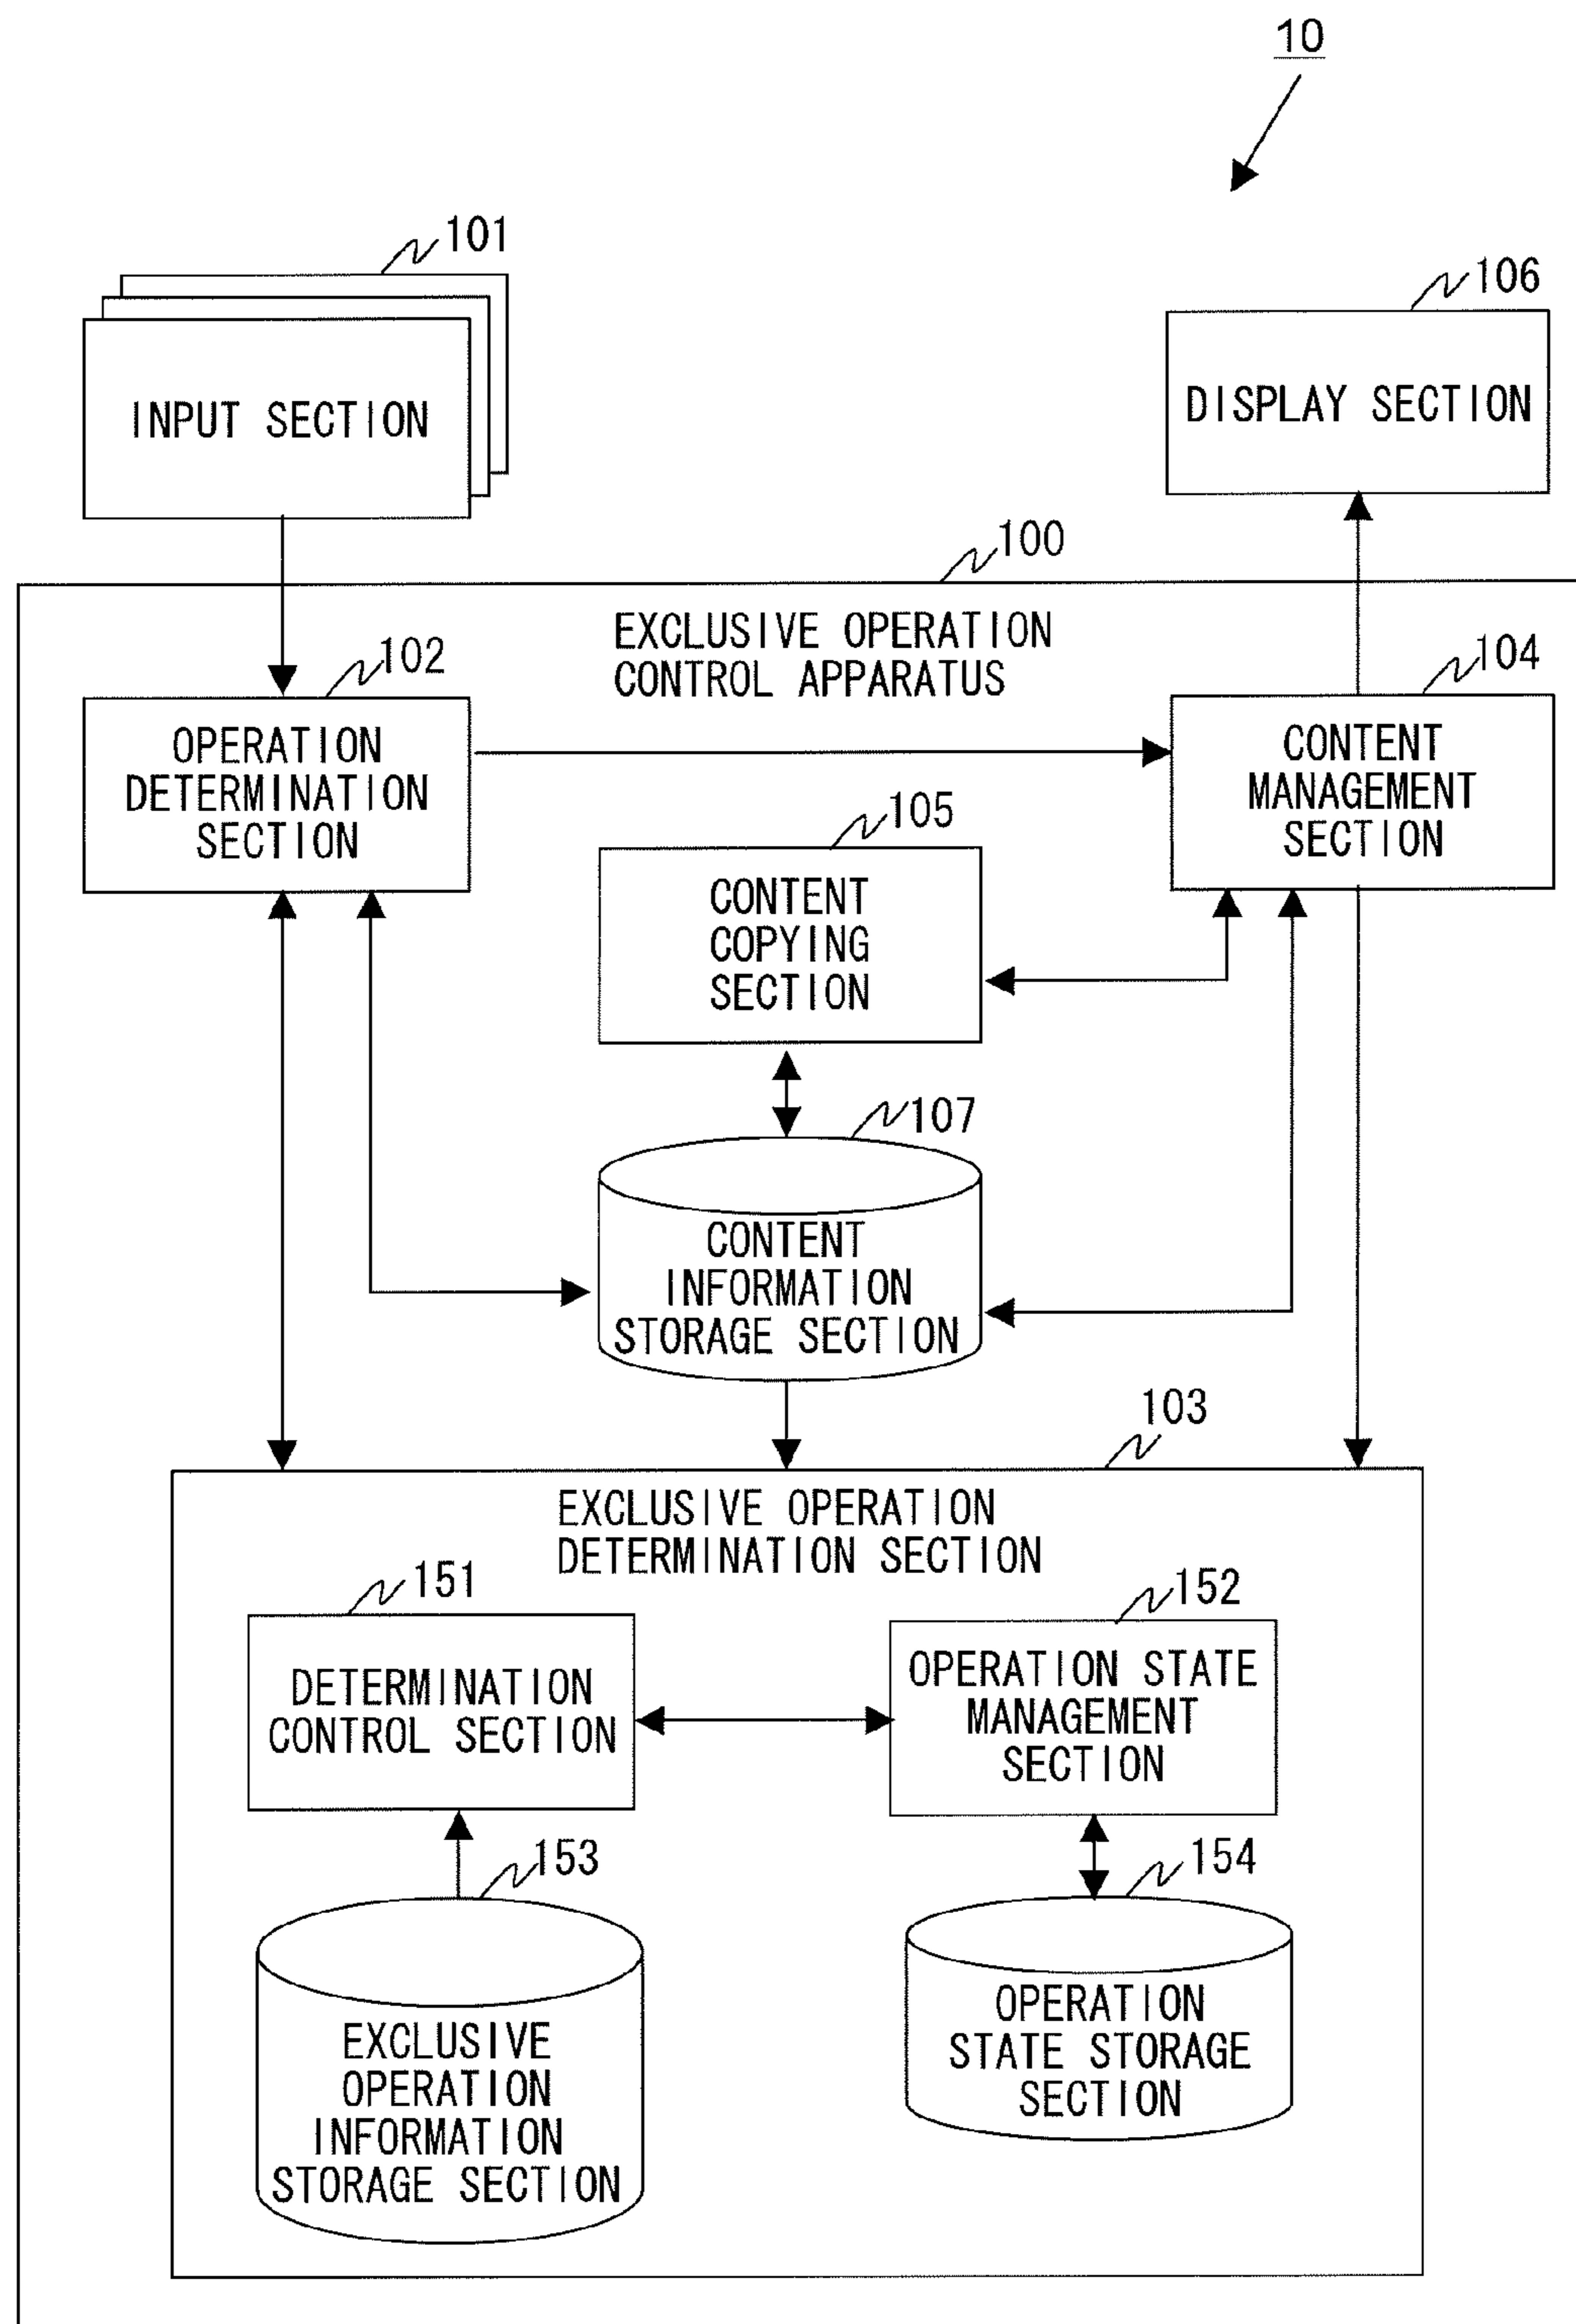 10
101
INPUT SECTION
106
DISPLAY SECTION
100
EXCLUSIVE OPERATION
CONTROL APPARATUS
102
OPERATION
DETERMINATION
SECTION
104
CONTENT
MANAGEMENT
SECTION
105
CONTENT
COPYING
SECTION
107
CONTENT
INFORMATION
STORAGE SECTION
103
EXCLUSIVE OPERATION
DETERMINATION SECTION
151
DETERMINATION
CONTROL SECTION
152
OPERATION STATE
MANAGEMENT
SECTION
153
EXCLUSIVE
OPERATION
INFORMATION
STORAGE SECTION
154
OPERATION
STATE STORAGE
SECTION